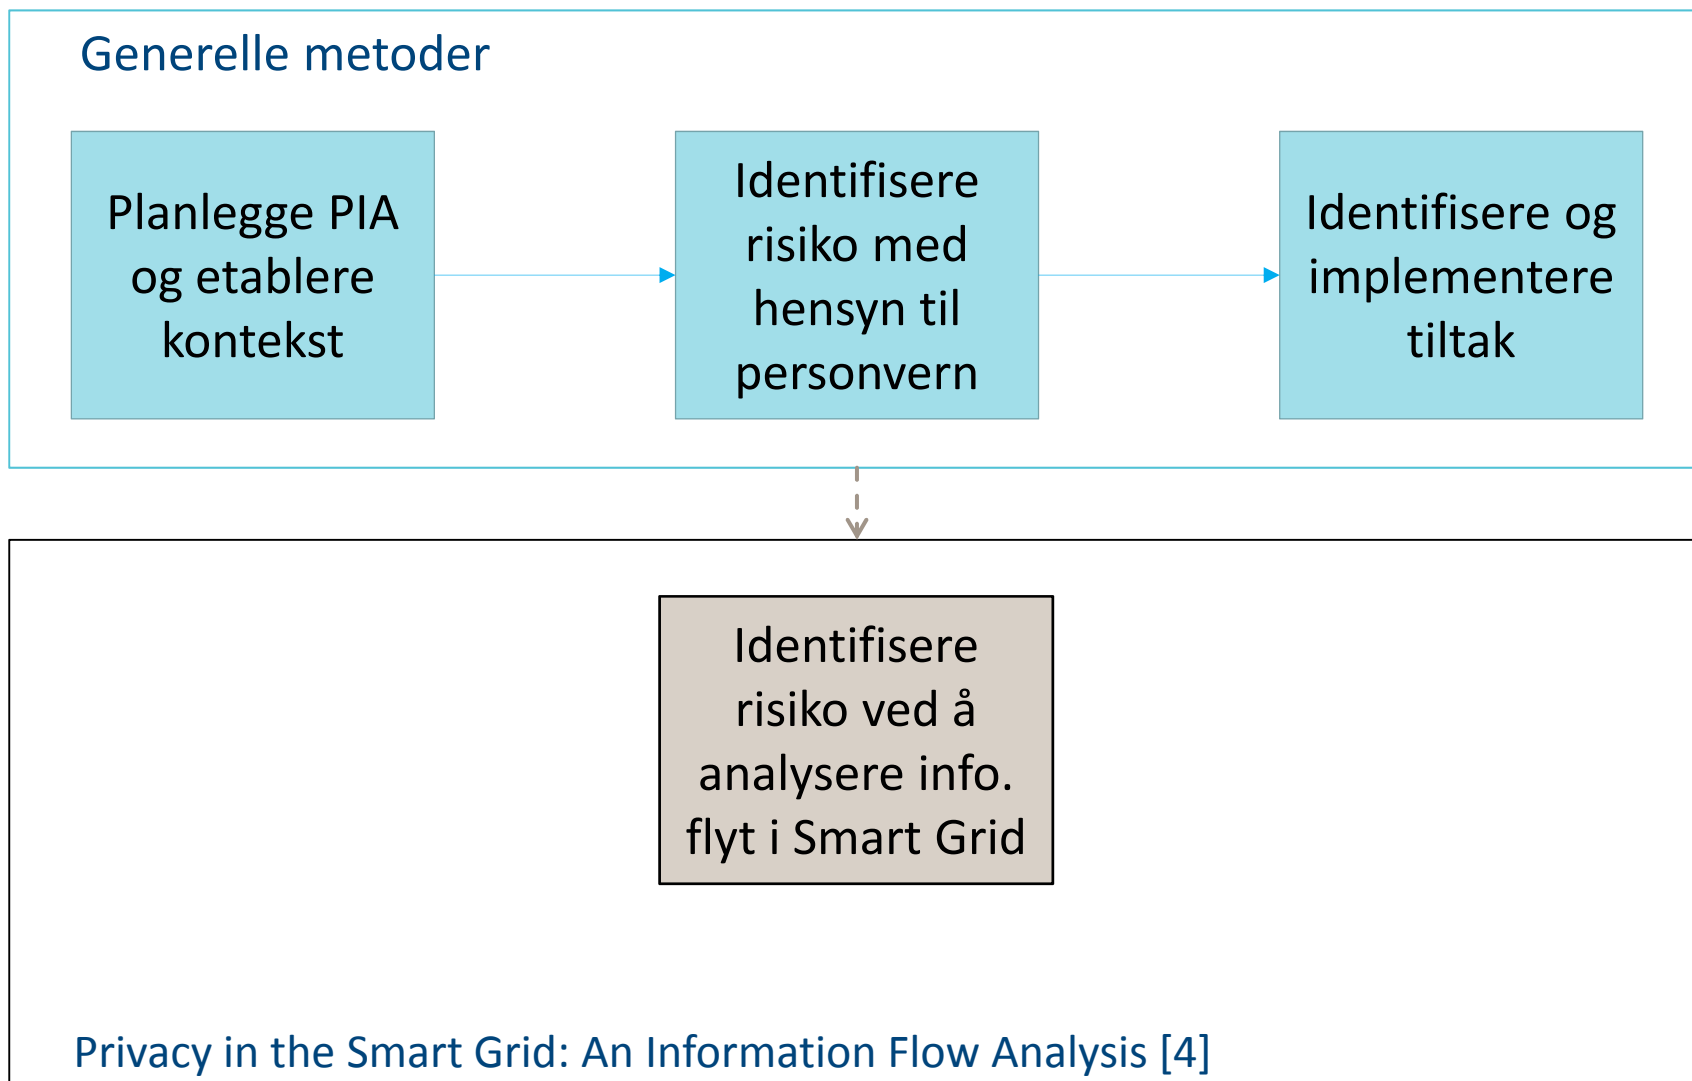 Generelle metoder
Planlegge PIA
og etablere
kontekst
Identifisere
risiko med
hensyn til
personvern
Identifisere og
implementere
tiltak
Identifisere
risiko ved å
analysere info.
flyt i Smart Grid
Privacy in the Smart Grid: An Information Flow Analysis [4]